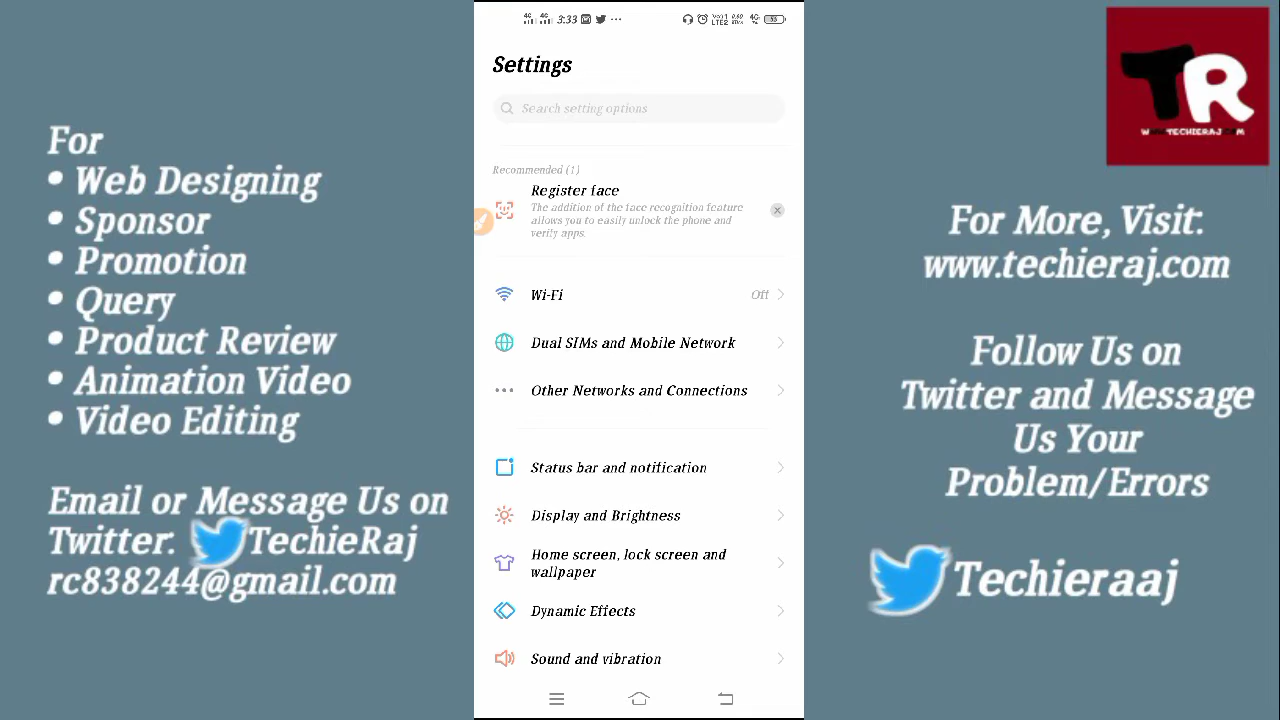 For
• Web Designing
• Sponsor
• Promotion
• Query
• Product Review
• Animation Video
• Video Editing
Email or Message Us on
Twitter. TechieRaj
rc838244@gmail.com
3:33
Settings
Search setting options
Recommended (1)
Register face
The addition of the face recognition feature
allows you to easily unlock the phone and
verify apps.
Wi-Fi Off
Dual SIMs and Mobile Network
Other Networks and Connections
Status bar and notification
Display and Brightness
Home screen, lock screen and
wallpaper
Dynamic Effects
Sound and vibration
TR
WWW.TECHIERAJ.COM
For More, Visit:
www.techieraj.com
Follow Us on
Twitter and Message
Us Your
Problem/Errors
Techieraaj